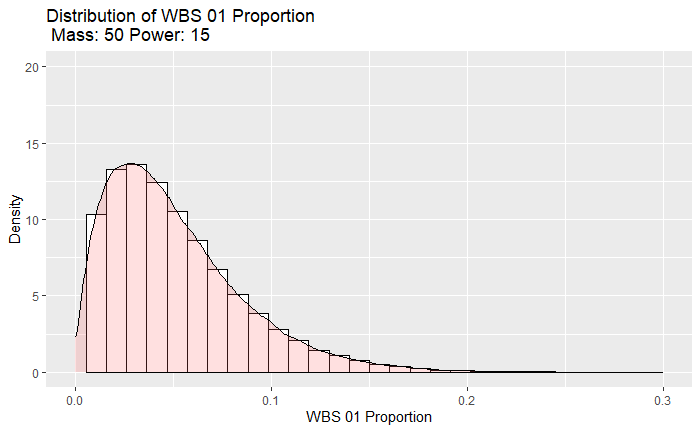 Distribution of WBS 01 Proportion
Mass: 50 Power: 15
20
15
10
5
0
Density
0.0 0.1 0.2 0.3
WBS 01 Proportion